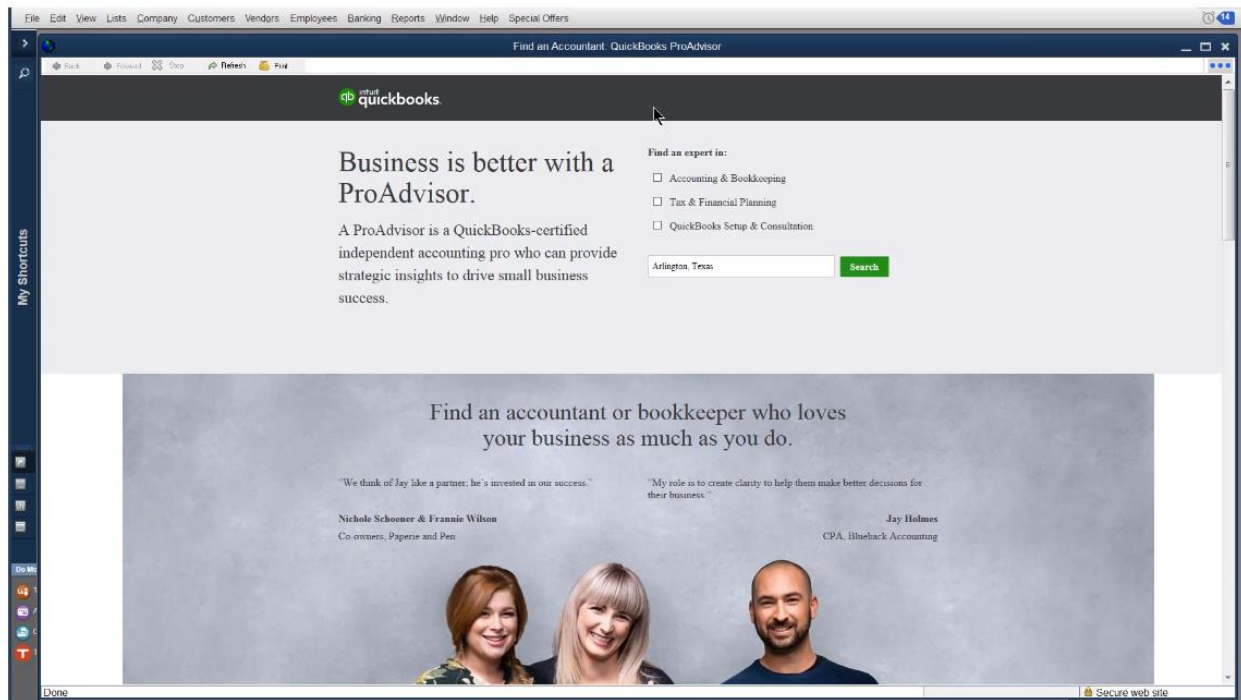 File Edit View Lists Company Customers Vendors Employees Banking Reports Window Help Special Offers
14
Find an Accountant: QuickBooks ProAdvisor
Back Forward Stop Refresh Print
intuit
quickbooks.
Business is better with a
ProAdvisor.
A ProAdvisor is a QuickBooks-certified
independent accounting pro who can provide
strategic insights to drive small business
success.
Find an expert in:
Accounting & Bookkeeping
Tax & Financial Planning
QuickBooks Setup & Consultation
Arlington, Texas
Search
My Shortcuts
Find an accountant or bookkeeper who loves
your business as much as you do.
"We think of Jay like a partner; he's invested in our success."
Nichole Schoener & Frannie Wilson
Co-owners, Paperie and Pen
"My role is to create clarity to help them make better decisions for
their business."
Jay Holmes
CPA, Blueback Accounting
Do Mo
Done
Secure web site